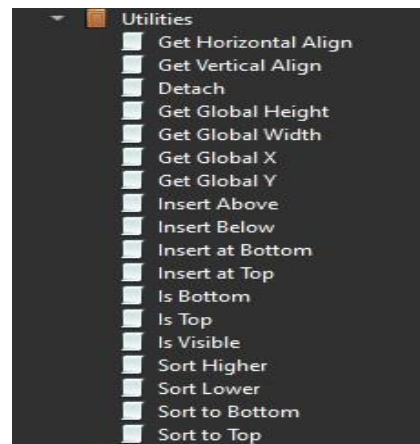 Utilities
Get Horizontal Align
Get Vertical Align
Detach
Get Global Height
Get Global Width
Get Global X
Get Global Y
Insert Above
Insert Below
Insert at Bottom
Insert at Top
Is Bottom
Is Top
Is Visible
Sort Higher
Sort Lower
Sort to Bottom
Sort to Top